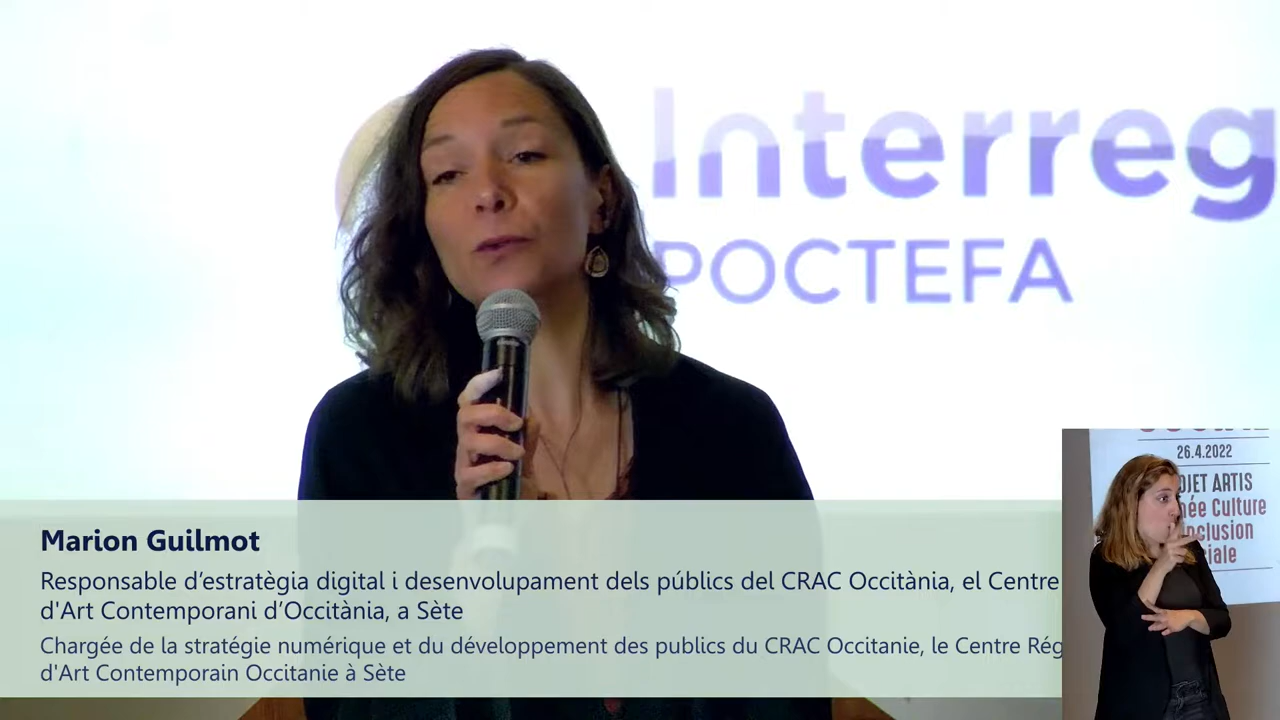 Interreg
POCTEFA
26.4.2022
ARTIS
Culture
Marion Guilmot
Responsable d’estratègia digital i desenvolupament dels públics del CRAC Occitània, el Centre
d'Art Contemporani d’Occitània, a Sète
Chargée de la stratégie numérique et du développement des publics du CRAC Occitanie, le Centre
d'Art Contemporain Occitanie à Sète